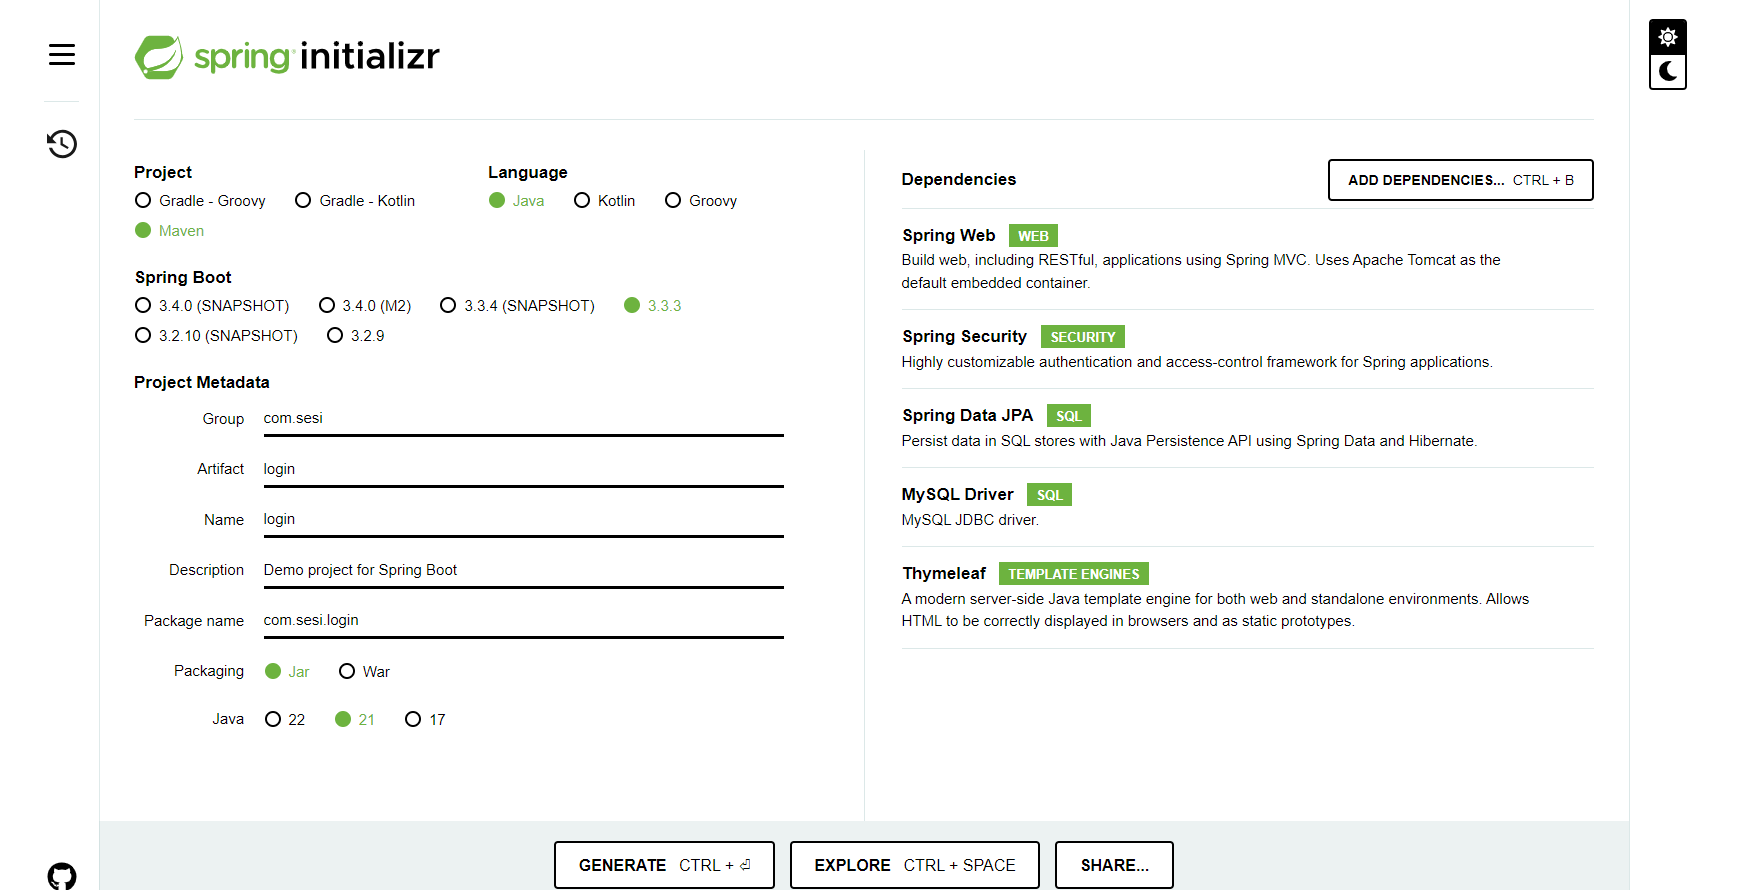 spring initializr
Project
Gradle - Groovy Gradle - Kotlin
Maven
Language
Java Kotlin Groovy
Spring Boot
3.4.0 (SNAPSHOT) 3.4.0 (M2) 3.3.4 (SNAPSHOT) 3.3.3
3.2.10 (SNAPSHOT) 3.2.9
Project Metadata
Group com.sesi
Artifact login
Name login
Description Demo project for Spring Boot
Package name com.sesi.login
Packaging Jar War
Java 22 21 17
Dependencies ADD DEPENDENCIES... CTRL + B
Spring Web WEB
Build web, including RESTful, applications using Spring MVC. Uses Apache Tomcat as the
default embedded container.
Spring Security SECURITY
Highly customizable authentication and access-control framework for Spring applications.
Spring Data JPA SQL
Persist data in SQL stores with Java Persistence API using Spring Data and Hibernate.
MySQL Driver SQL
MySQL JDBC driver.
Thymeleaf TEMPLATE ENGINES
A modern server-side Java template engine for both web and standalone environments. Allows
HTML to be correctly displayed in browsers and as static prototypes.
GENERATE CTRL + ⏎ EXPLORE CTRL + SPACE SHARE...